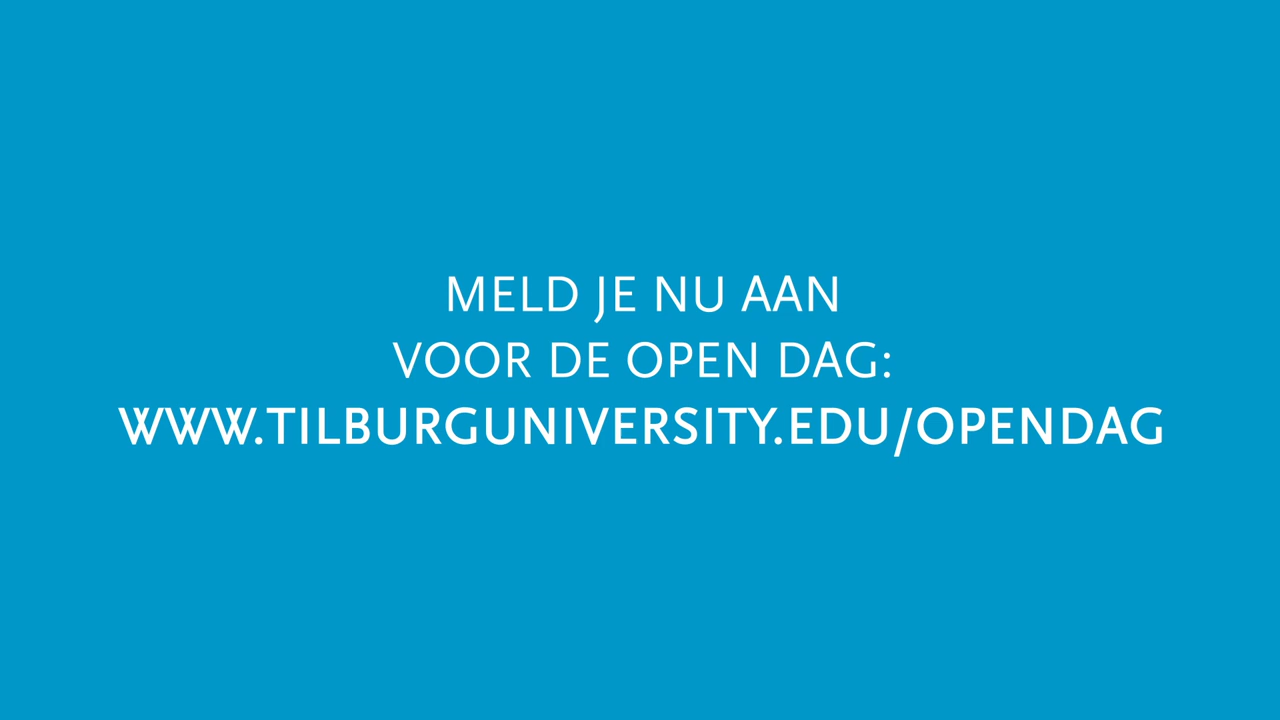 MELD JE NU AAN
VOOR DE OPEN DAG:
WWW.TILBURGUNIVERSITY.EDU/OPENDAG